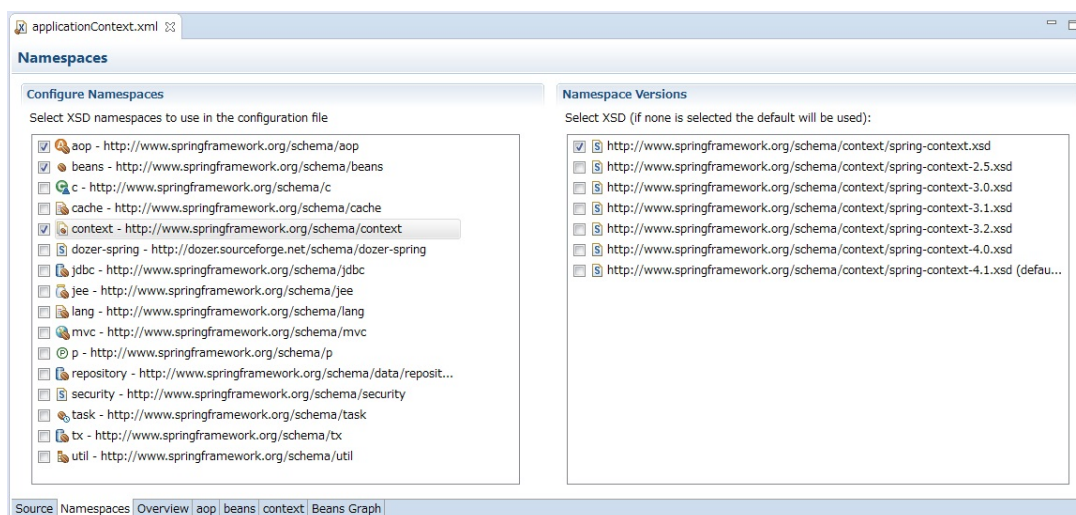 applicationContext.xml
Namespaces
Configure Namespaces
Select XSD namespaces to use in the configuration file
aop - http://www.springframework.org/schema/aop
beans - http://www.springframework.org/schema/beans
c - http://www.springframework.org/schema/c
cache - http://www.springframework.org/schema/cache
context - http://www.springframework.org/schema/context
dozer-spring - http://dozer.sourceforge.net/schema/dozer-spring
jdbc - http://www.springframework.org/schema/jdbc
jee - http://www.springframework.org/schema/jee
lang - http://www.springframework.org/schema/lang
mvc - http://www.springframework.org/schema/mvc
p - http://www.springframework.org/schema/p
repository - http://www.springframework.org/schema/data/reposit...
security - http://www.springframework.org/schema/security
task - http://www.springframework.org/schema/task
tx - http://www.springframework.org/schema/tx
util - http://www.springframework.org/schema/util
Namespace Versions
Select XSD (if none is selected the default will be used):
http://www.springframework.org/schema/context/spring-context.xsd
http://www.springframework.org/schema/context/spring-context-2.5.xsd
http://www.springframework.org/schema/context/spring-context-3.0.xsd
http://www.springframework.org/schema/context/spring-context-3.1.xsd
http://www.springframework.org/schema/context/spring-context-3.2.xsd
http://www.springframework.org/schema/context/spring-context-4.0.xsd
http://www.springframework.org/schema/context/spring-context-4.1.xsd (defau...
Source Namespaces Overview aop beans context Beans Graph